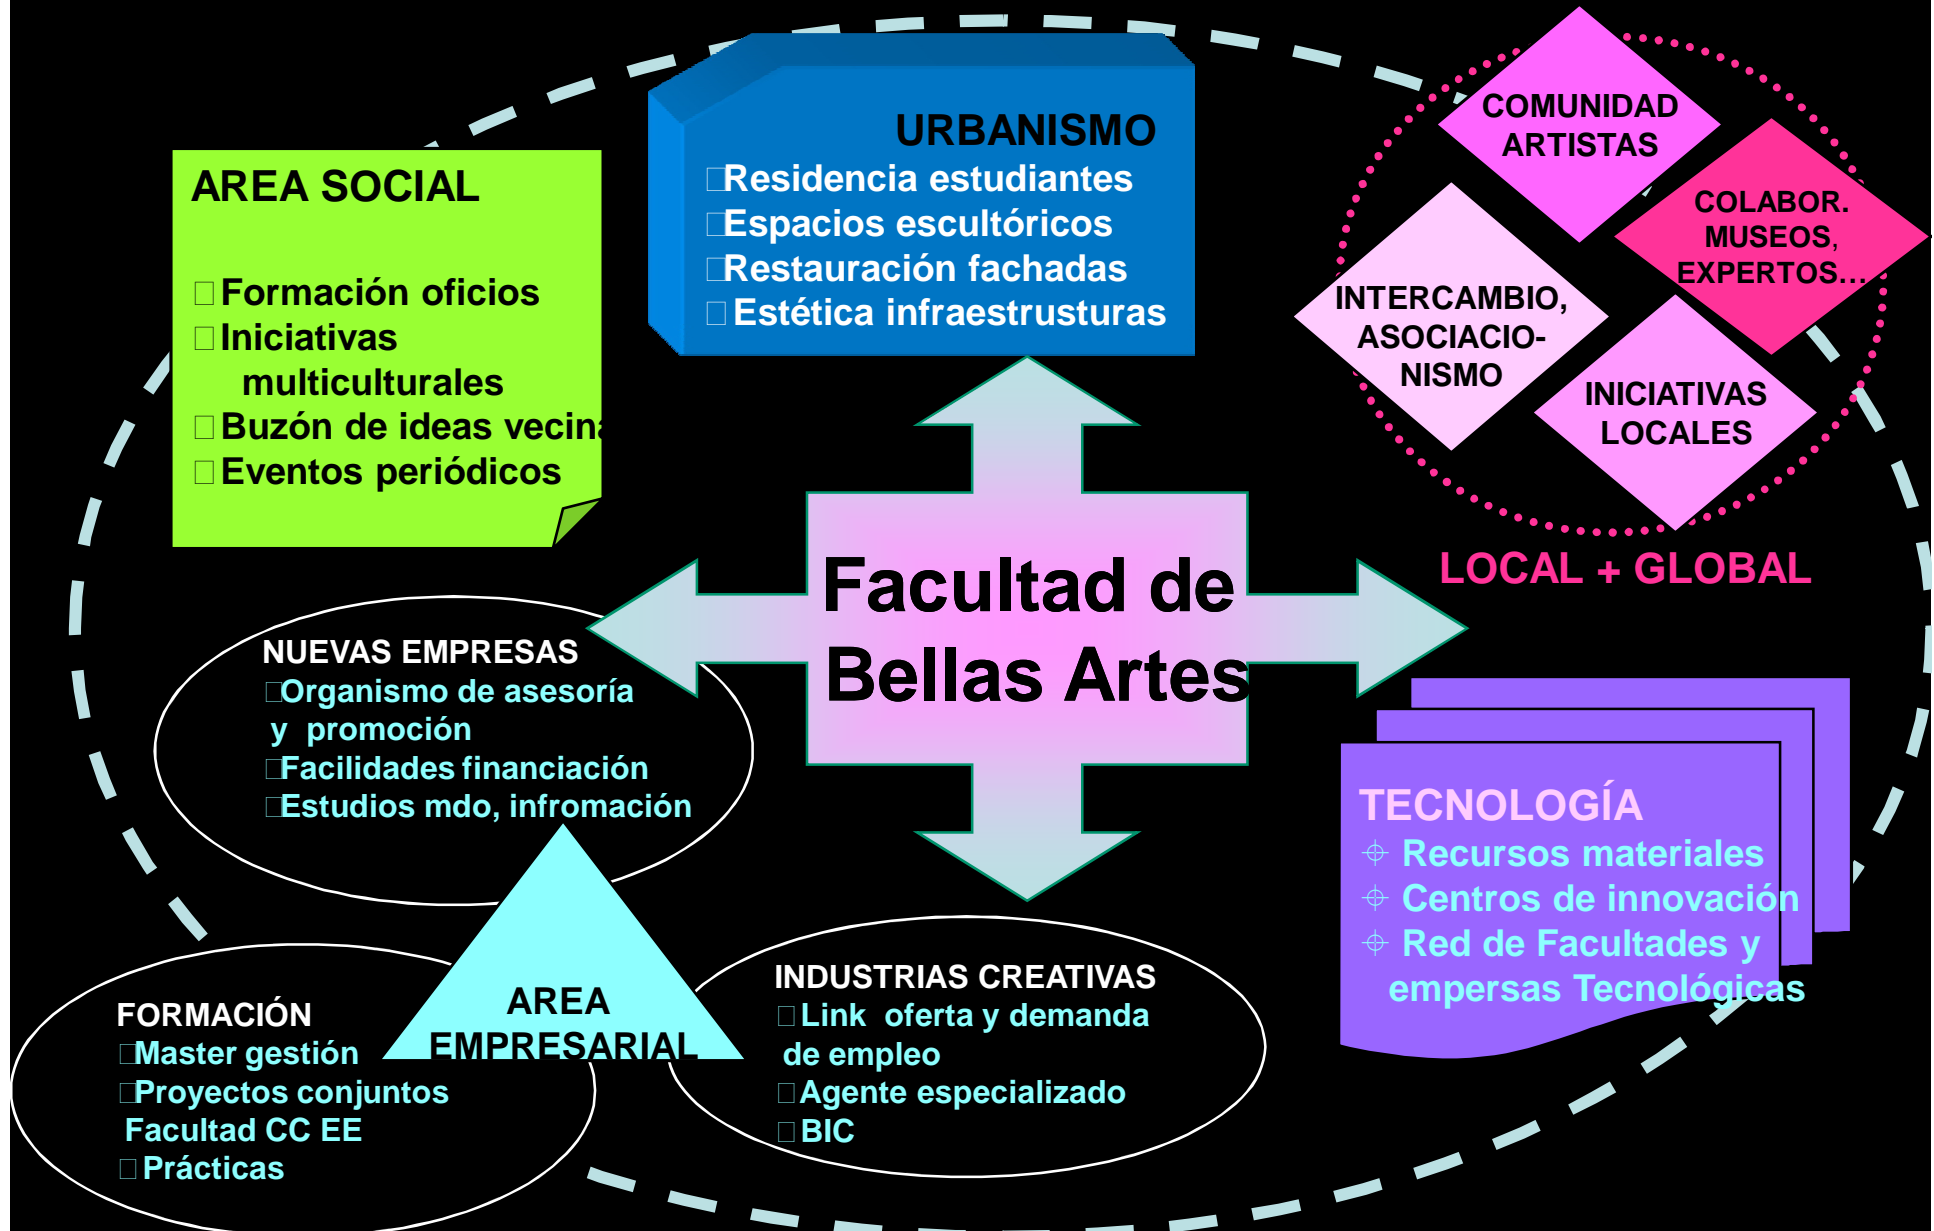 AREA SOCIAL
Formación oficios
Iniciativas
multiculturales
Buzón de ideas vecina
Eventos periódicos
URBANISMO
Residencia estudiantes
Espacios escultóricos
Restauración fachadas
Estética infraestrusturas
COMUNIDAD
ARTISTAS
COLABOR.
MUSEOS,
EXPERTOS...
INTERCAMBIO,
ASOCIACIO-
NISMO
INICIATIVAS
LOCALES
LOCAL + GLOBAL
Facultad de
Bellas Artes
NUEVAS EMPRESAS
Organismo de asesoría
y promoción
Facilidades financiación
Estudios mdo, infromación
TECNOLOGÍA
Recursos materiales
Centros de innovación
Red de Facultades y
empersas Tecnológicas
AREA
EMPRESARIAL
FORMACIÓN
Master gestión
Proyectos conjuntos
Facultad CC EE
Prácticas
INDUSTRIAS CREATIVAS
Link oferta y demanda
de empleo
Agente especializado
BIC